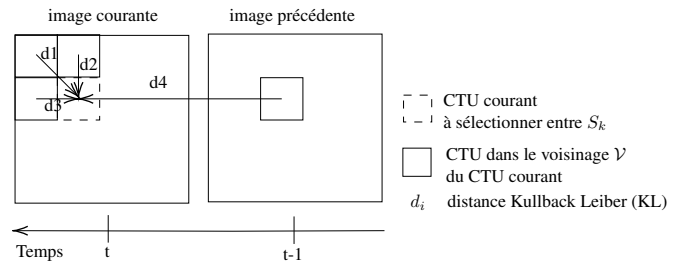 image courante
image précédente
d1
d2
d3
d4
CTU courant
à sélectionner entre $S_k$
CTU dans le voisinage $\mathcal{V}$
du CTU courant
$d_i$ distance Kullback Leiber (KL)
Temps
t
t-1